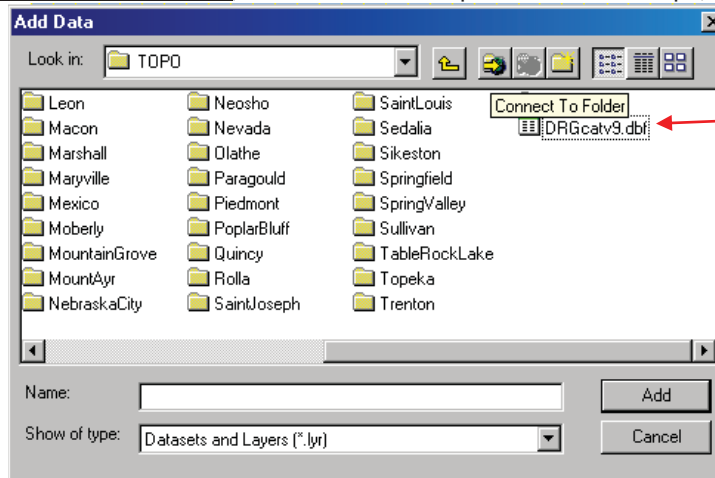 Add Data
Look in: TOPO
Leon Neosho SaintLouis
Macon Nevada Sedalia DRGcatv9.dbf
Marshall Olathe Sikeston
Maryville Paragould Springfield
Mexico Piedmont SpringValley
Moberly PoplarBluff Sullivan
MountainGrove Quincy TableRockLake
MountAyr Rolla Topeka
NebraskaCity SaintJoseph Trenton
Connect To Folder
Name: Add
Show of type: Datasets and Layers (*.lyr) Cancel